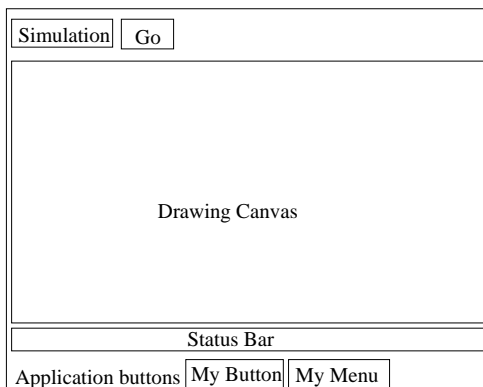 Simulation Go
Drawing Canvas
Status Bar
Application buttons My Button My Menu